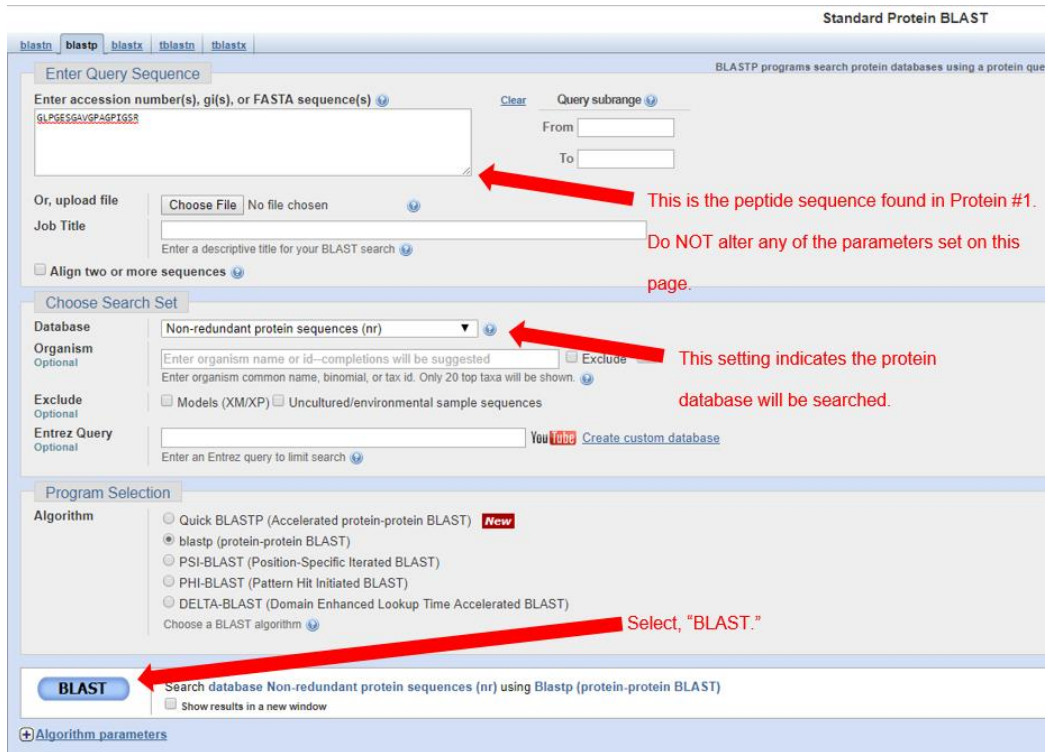 Standard Protein BLAST
blastn blastp blastx tblastn tblastx
BLASTP programs search protein databases using a protein que
Enter Query Sequence
Enter accession number(s), gi(s), or FASTA sequence(s)
Clear
Query subrange
GLPGESGAVGPAGPIGSR
From
To
This is the peptide sequence found in Protein #1.
Do NOT alter any of the parameters set on this
page.
Or, upload file
Choose File No file chosen
Job Title
Enter a descriptive title for your BLAST search
Align two or more sequences
Choose Search Set
Database
Non-redundant protein sequences (nr)
Organism
Optional
Enter organism name or id--completions will be suggested
Exclude
Enter organism common name, binomial, or tax id. Only 20 top taxa will be shown.
This setting indicates the protein
database will be searched.
Exclude
Optional
Models (XM/XP) Uncultured/environmental sample sequences
Entrez Query
Optional
YouTube Create custom database
Enter an Entrez query to limit search
Program Selection
Algorithm
Quick BLASTP (Accelerated protein-protein BLAST) New
blastp (protein-protein BLAST)
PSI-BLAST (Position-Specific Iterated BLAST)
PHI-BLAST (Pattern Hit Initiated BLAST)
DELTA-BLAST (Domain Enhanced Lookup Time Accelerated BLAST)
Choose a BLAST algorithm
Select, “BLAST.”
BLAST
Search database Non-redundant protein sequences (nr) using Blastp (protein-protein BLAST)
Show results in a new window
Algorithm parameters